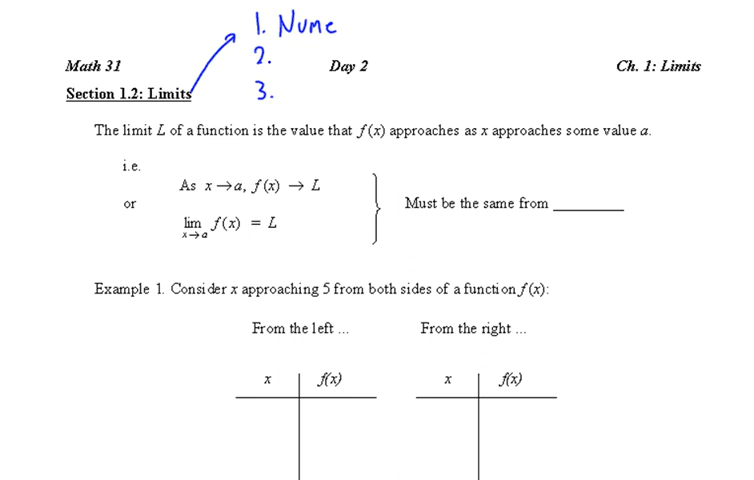 1. Nume
2.
3.
Math 31 Day 2 Ch. 1: Limits
Section 1.2: Limits
The limit L of a function is the value that f(x) approaches as x approaches some value a.
i.e.
As x → a, f(x) → L
or
lim x→a f(x) = L
Must be the same from ________
Example 1. Consider x approaching 5 from both sides of a function f(x):
From the left ... From the right ...
x f(x) x f(x)